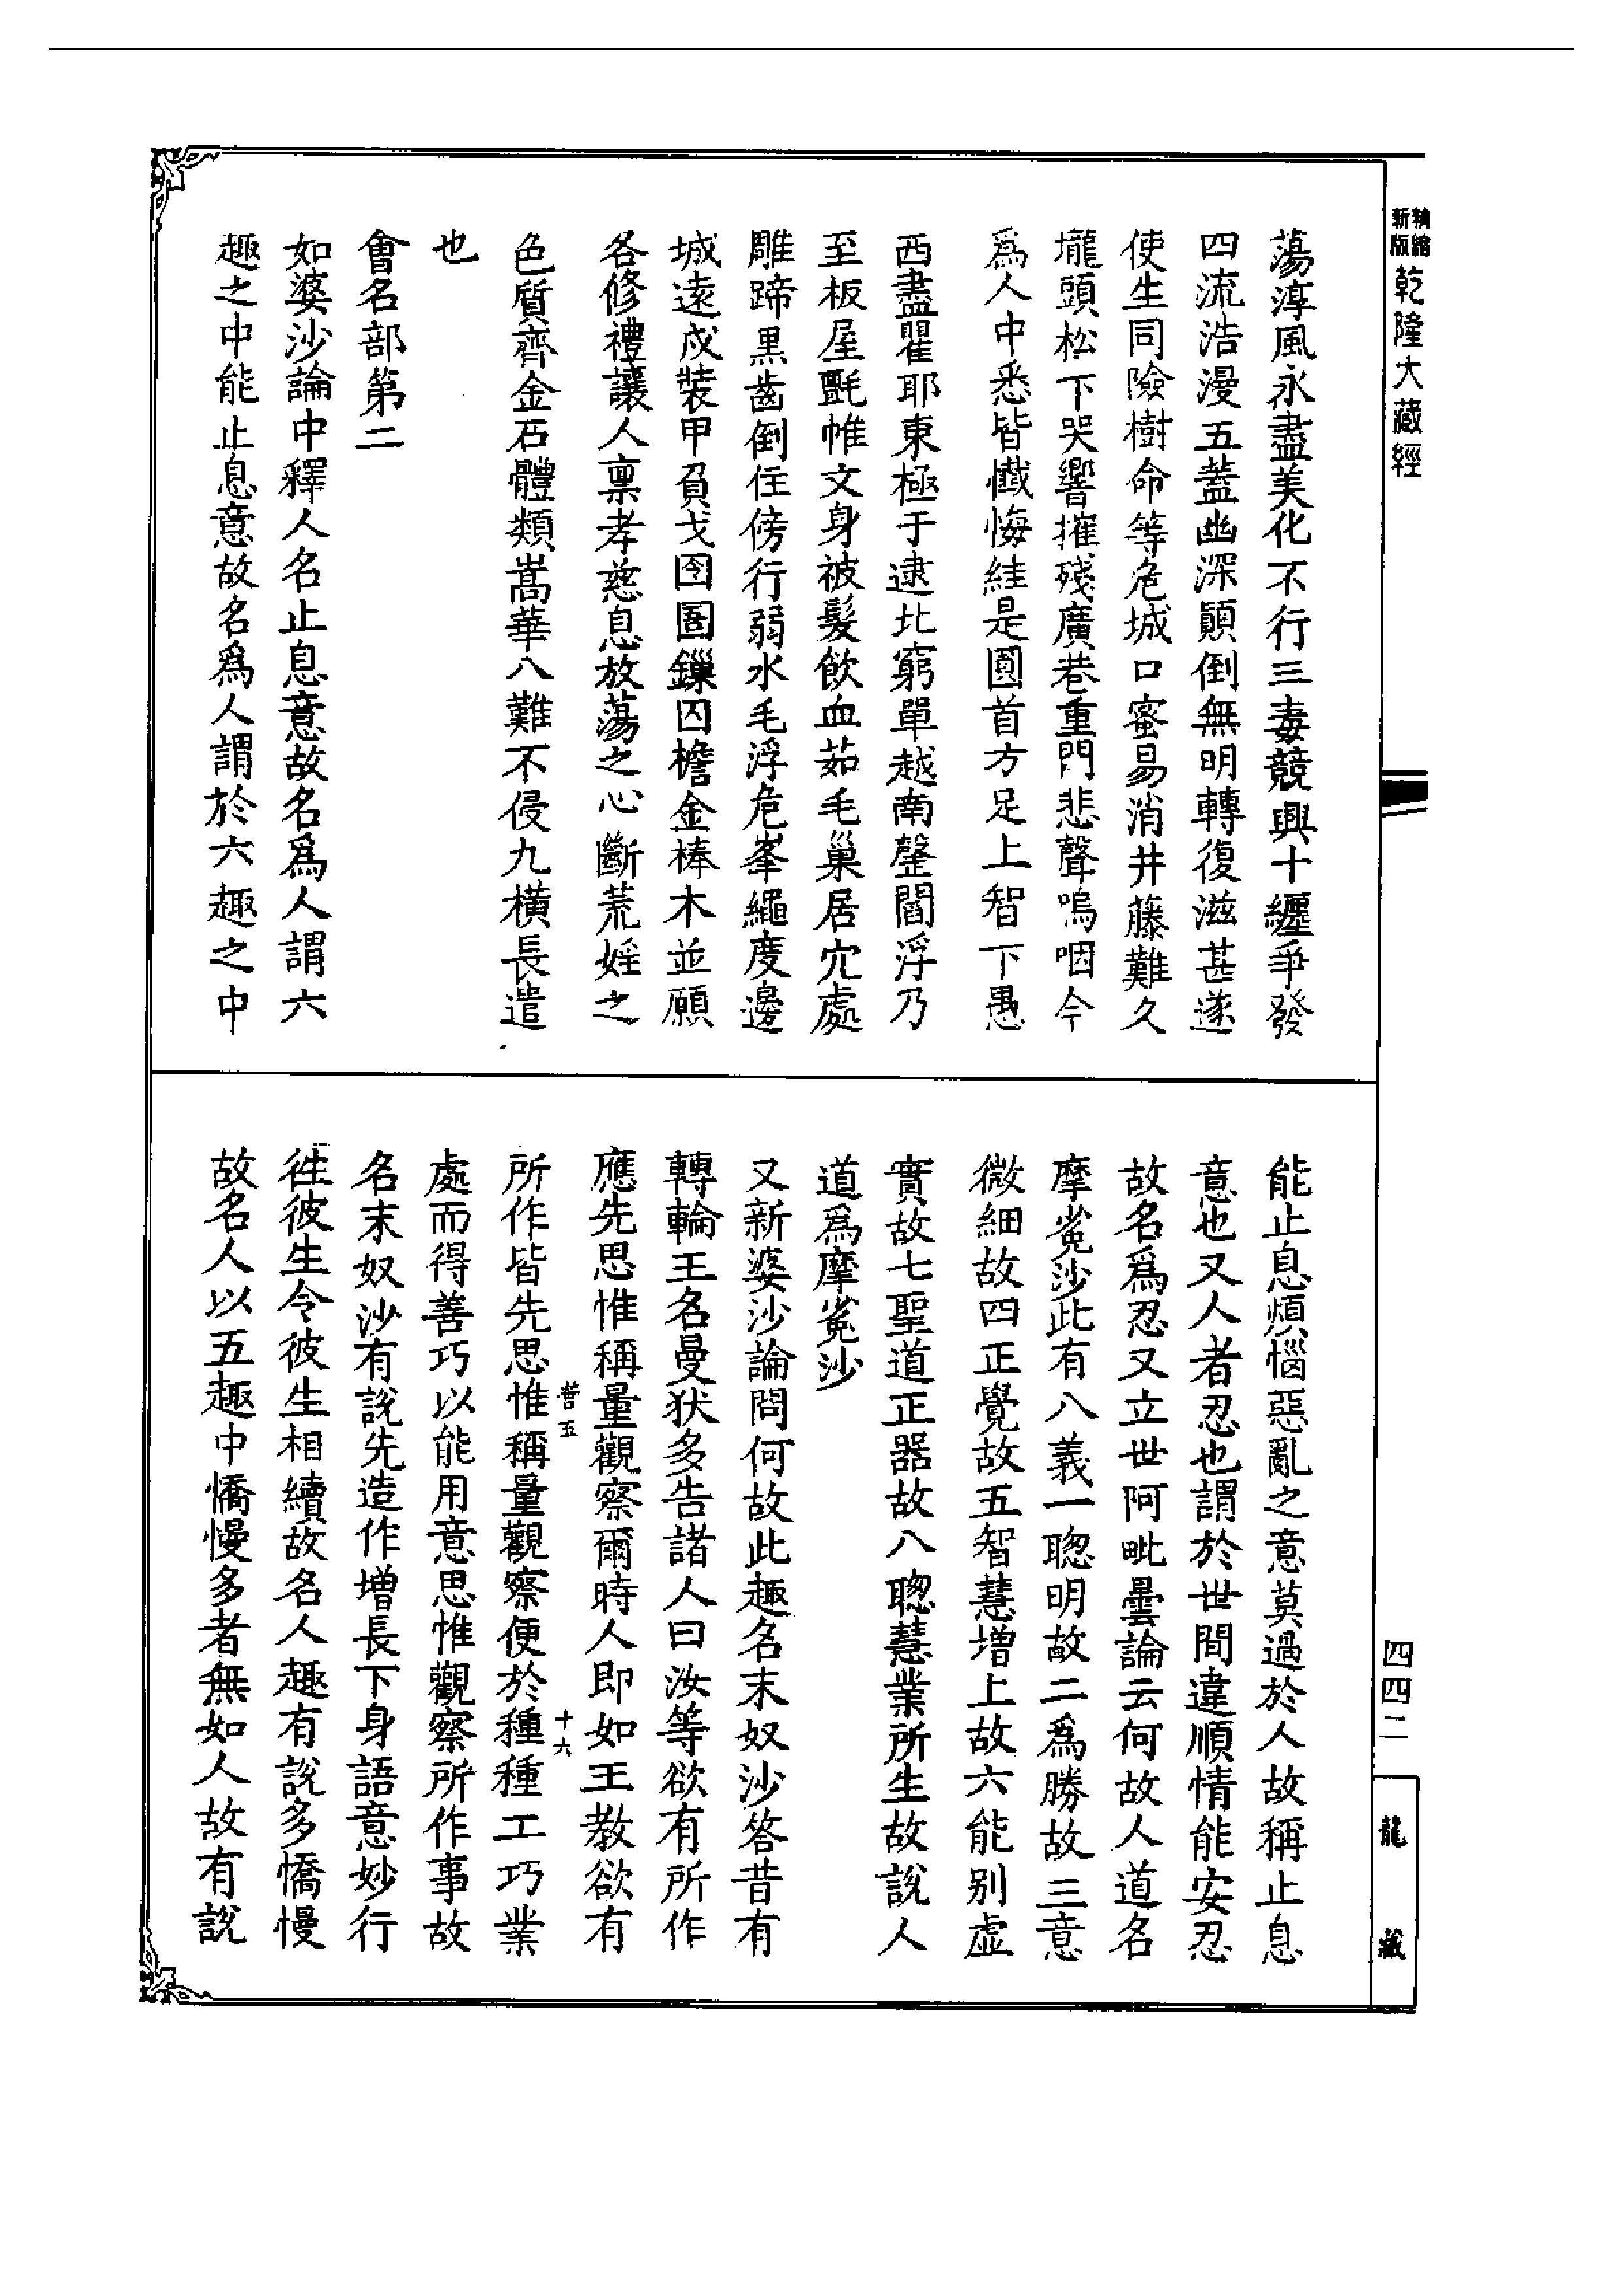 新版精縮乾隆大藏經
蕩淳風永盡美化不行三毒競興十纏爭發
四流浩漫五蓋幽深顛倒無明轉復滋甚遂
使生同險樹命等危城口蜜易消井藤難久
壠頭松下哭響摧殘廣巷重門悲聲嗚咽今
爲人中悉皆懺悔絓是圓首方足上智下愚
西盡瞿耶東極于逮北窮單越南罄閻浮乃
至板屋氈帷文身被髮飲血茹毛巢居穴處
雕蹄黑齒倒住傍行弱水毛浮危峯繩度邊
城遠戍裝甲負戈囹圄鏁囚檐金棒木並願
各修禮讓人禀孝慈息放蕩之心斷荒婬之
色質齊金石體類嵩華八難不侵九橫長遣
也
會名部第二
如婆沙論中釋人名止息意故名爲人謂六
趣之中能止息意故名爲人謂於六趣之中
能止息煩惱惡亂之意莫過於人故稱止息
意也又人者忍也謂於世間違順情能安忍
故名爲忍又立世阿毗曇論云何故人道名
摩㝹沙此有八義一聰明故二爲勝故三意
微細故四正覺故五智慧增上故六能別虛
實故七聖道正器故八聰慧業所生故說人
道爲摩㝹沙
又新婆沙論問何故此趣名末奴沙答昔有
轉輪王名曼狀多告諸人曰汝等欲有所作
應先思惟稱量觀察爾時人即如王教欲有
所作皆先思惟稱量觀察便於種種工巧業
處而得善巧以能用意思惟觀察所作事故
名末奴沙有說先造作增長下身語意妙行
往彼生令彼生相續故名人趣有說多憍慢
故名人以五趣中憍慢多者無如人故有說
五
十六
四四二
龍藏